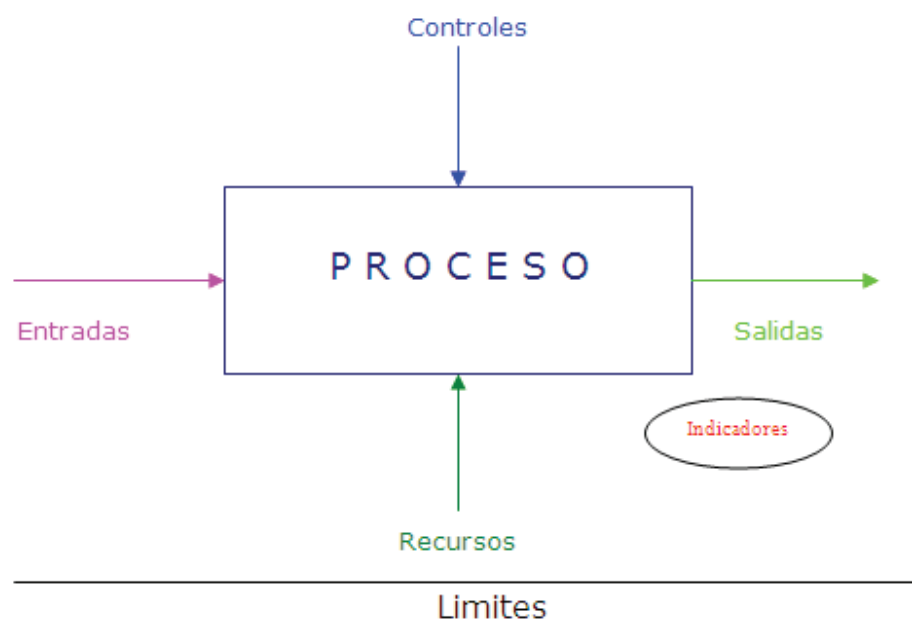 Controles
P R O C E S O
Entradas
Salidas
Indicadores
Recursos
Limites